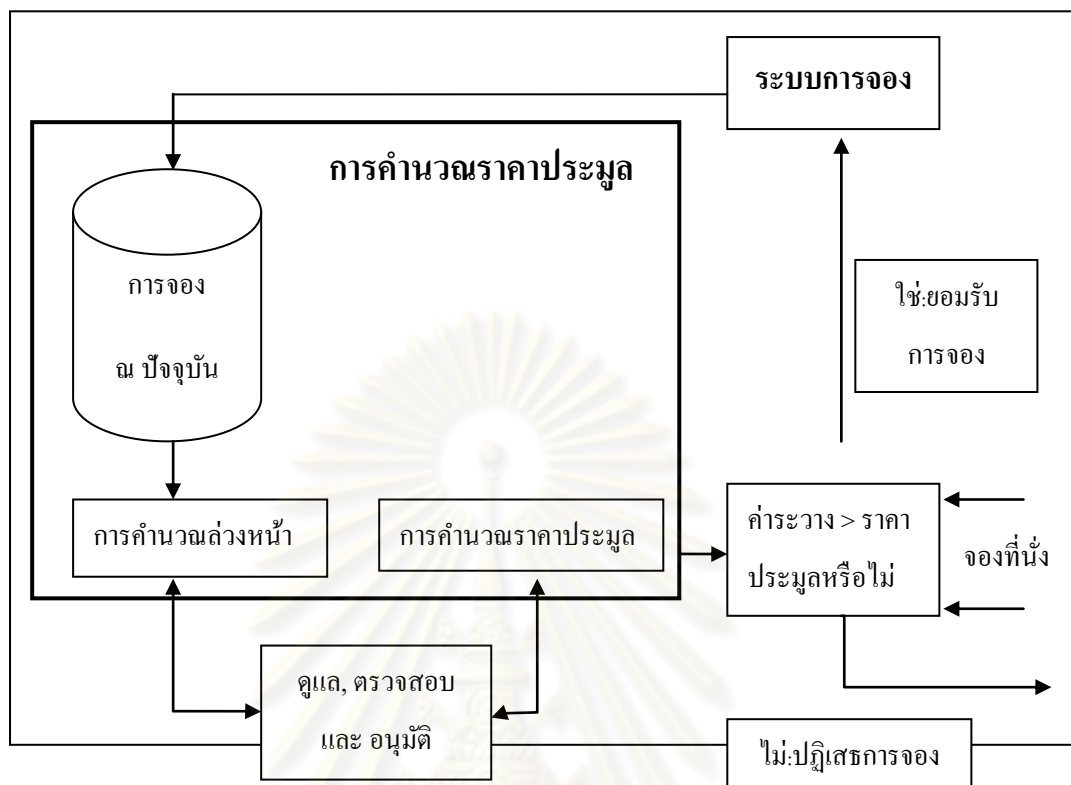 ระบบการจอง
การคำนวณราคาประมูล
การจอง
ณ ปัจจุบัน
ใช่:ยอมรับ
การจอง
การคำนวณล่วงหน้า
การคำนวณราคาประมูล
ค่าระวาง > ราคา
ประมูลหรือไม่
จองที่นั่ง
ดูแล, ตรวจสอบ
และ อนุมัติ
ไม่:ปฏิเสธการจอง